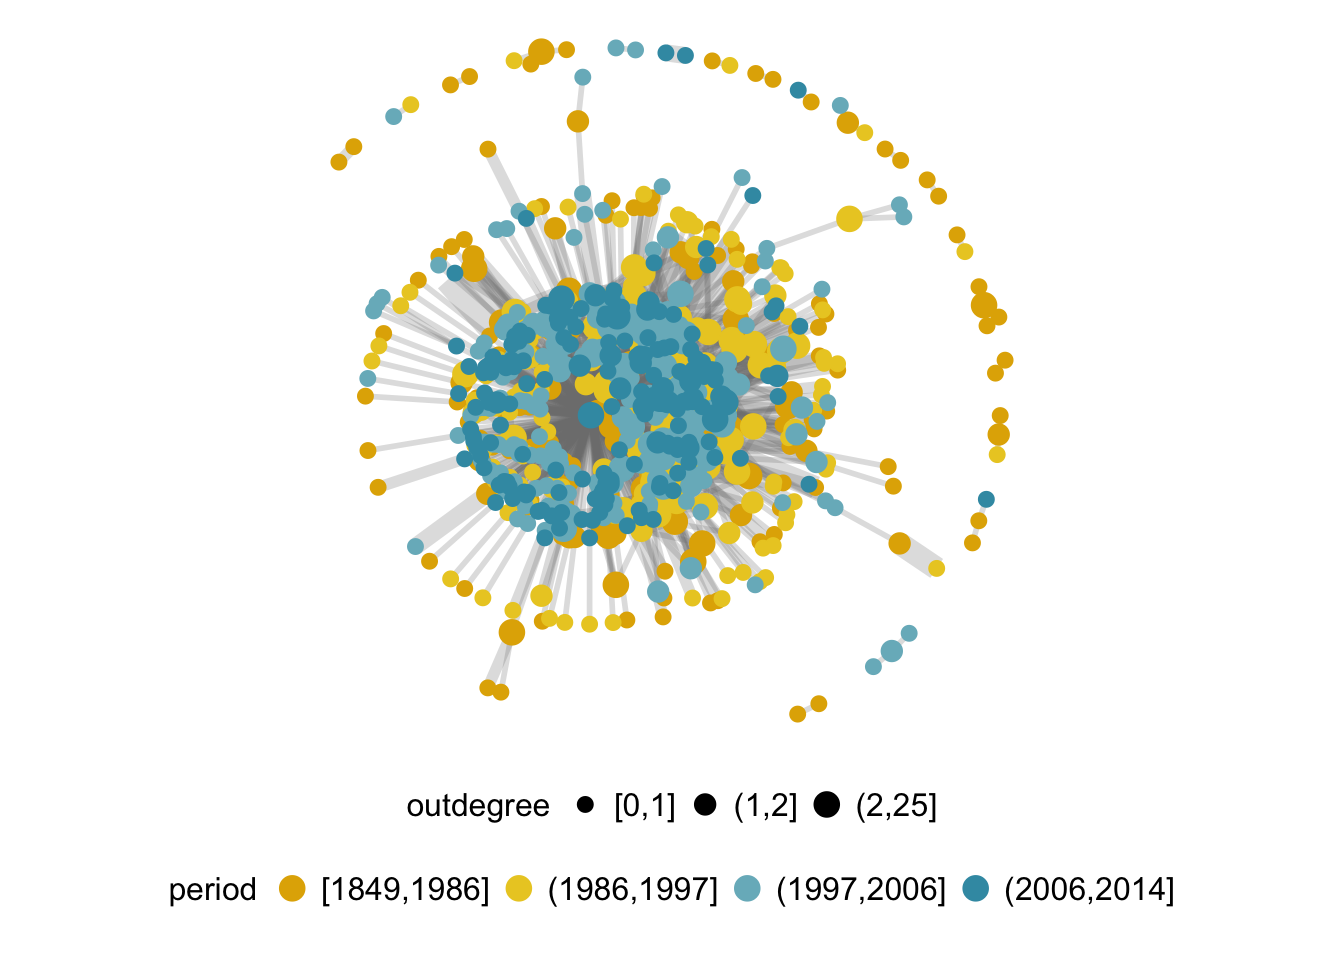 outdegree [0,1] (1,2] (2,25]
period [1849,1986] (1986,1997] (1997,2006] (2006,2014]